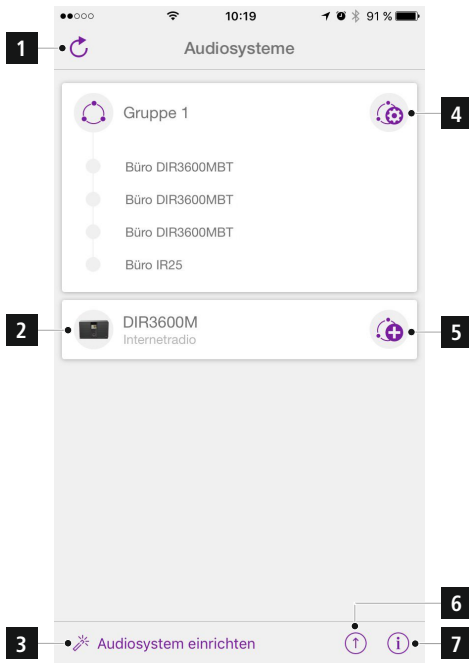 10:19
91 %
1
Audiosysteme
Gruppe 1
4
Büro DIR3600MBT
Büro DIR3600MBT
Büro DIR3600MBT
Büro IR25
2
DIR3600M
Internetradio
5
6
3
Audiosystem einrichten
7